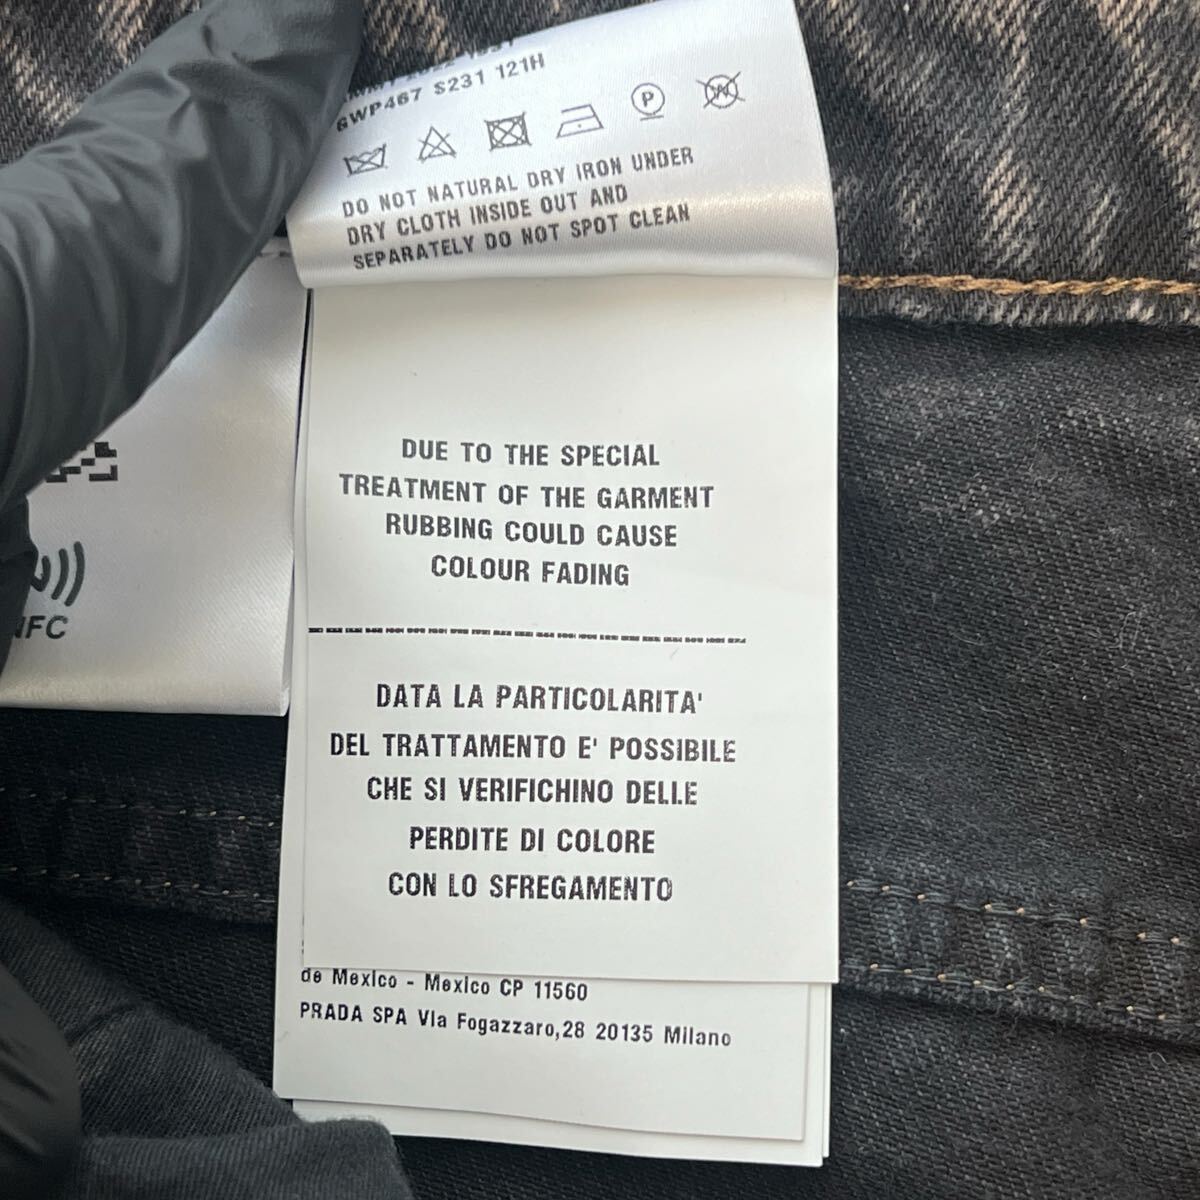 GWP467 S231 121H
P
W
DO NOT NATURAL DRY IRON UNDER
DRY CLOTH INSIDE OUT AND
SEPARATELY DO NOT SPOT CLEAN
DUE TO THE SPECIAL
TREATMENT OF THE GARMENT
RUBBING COULD CAUSE
COLOUR FADING
DATA LA PARTICOLARITA'
DEL TRATTAMENTO E' POSSIBILE
CHE SI VERIFICHINO DELLE
PERDITE DI COLORE
CON LO SFREGAMENTO
de Mexico - Mexico CP 11560
PRADA SPA Via Fogazzaro,28 20135 Milano
NFC